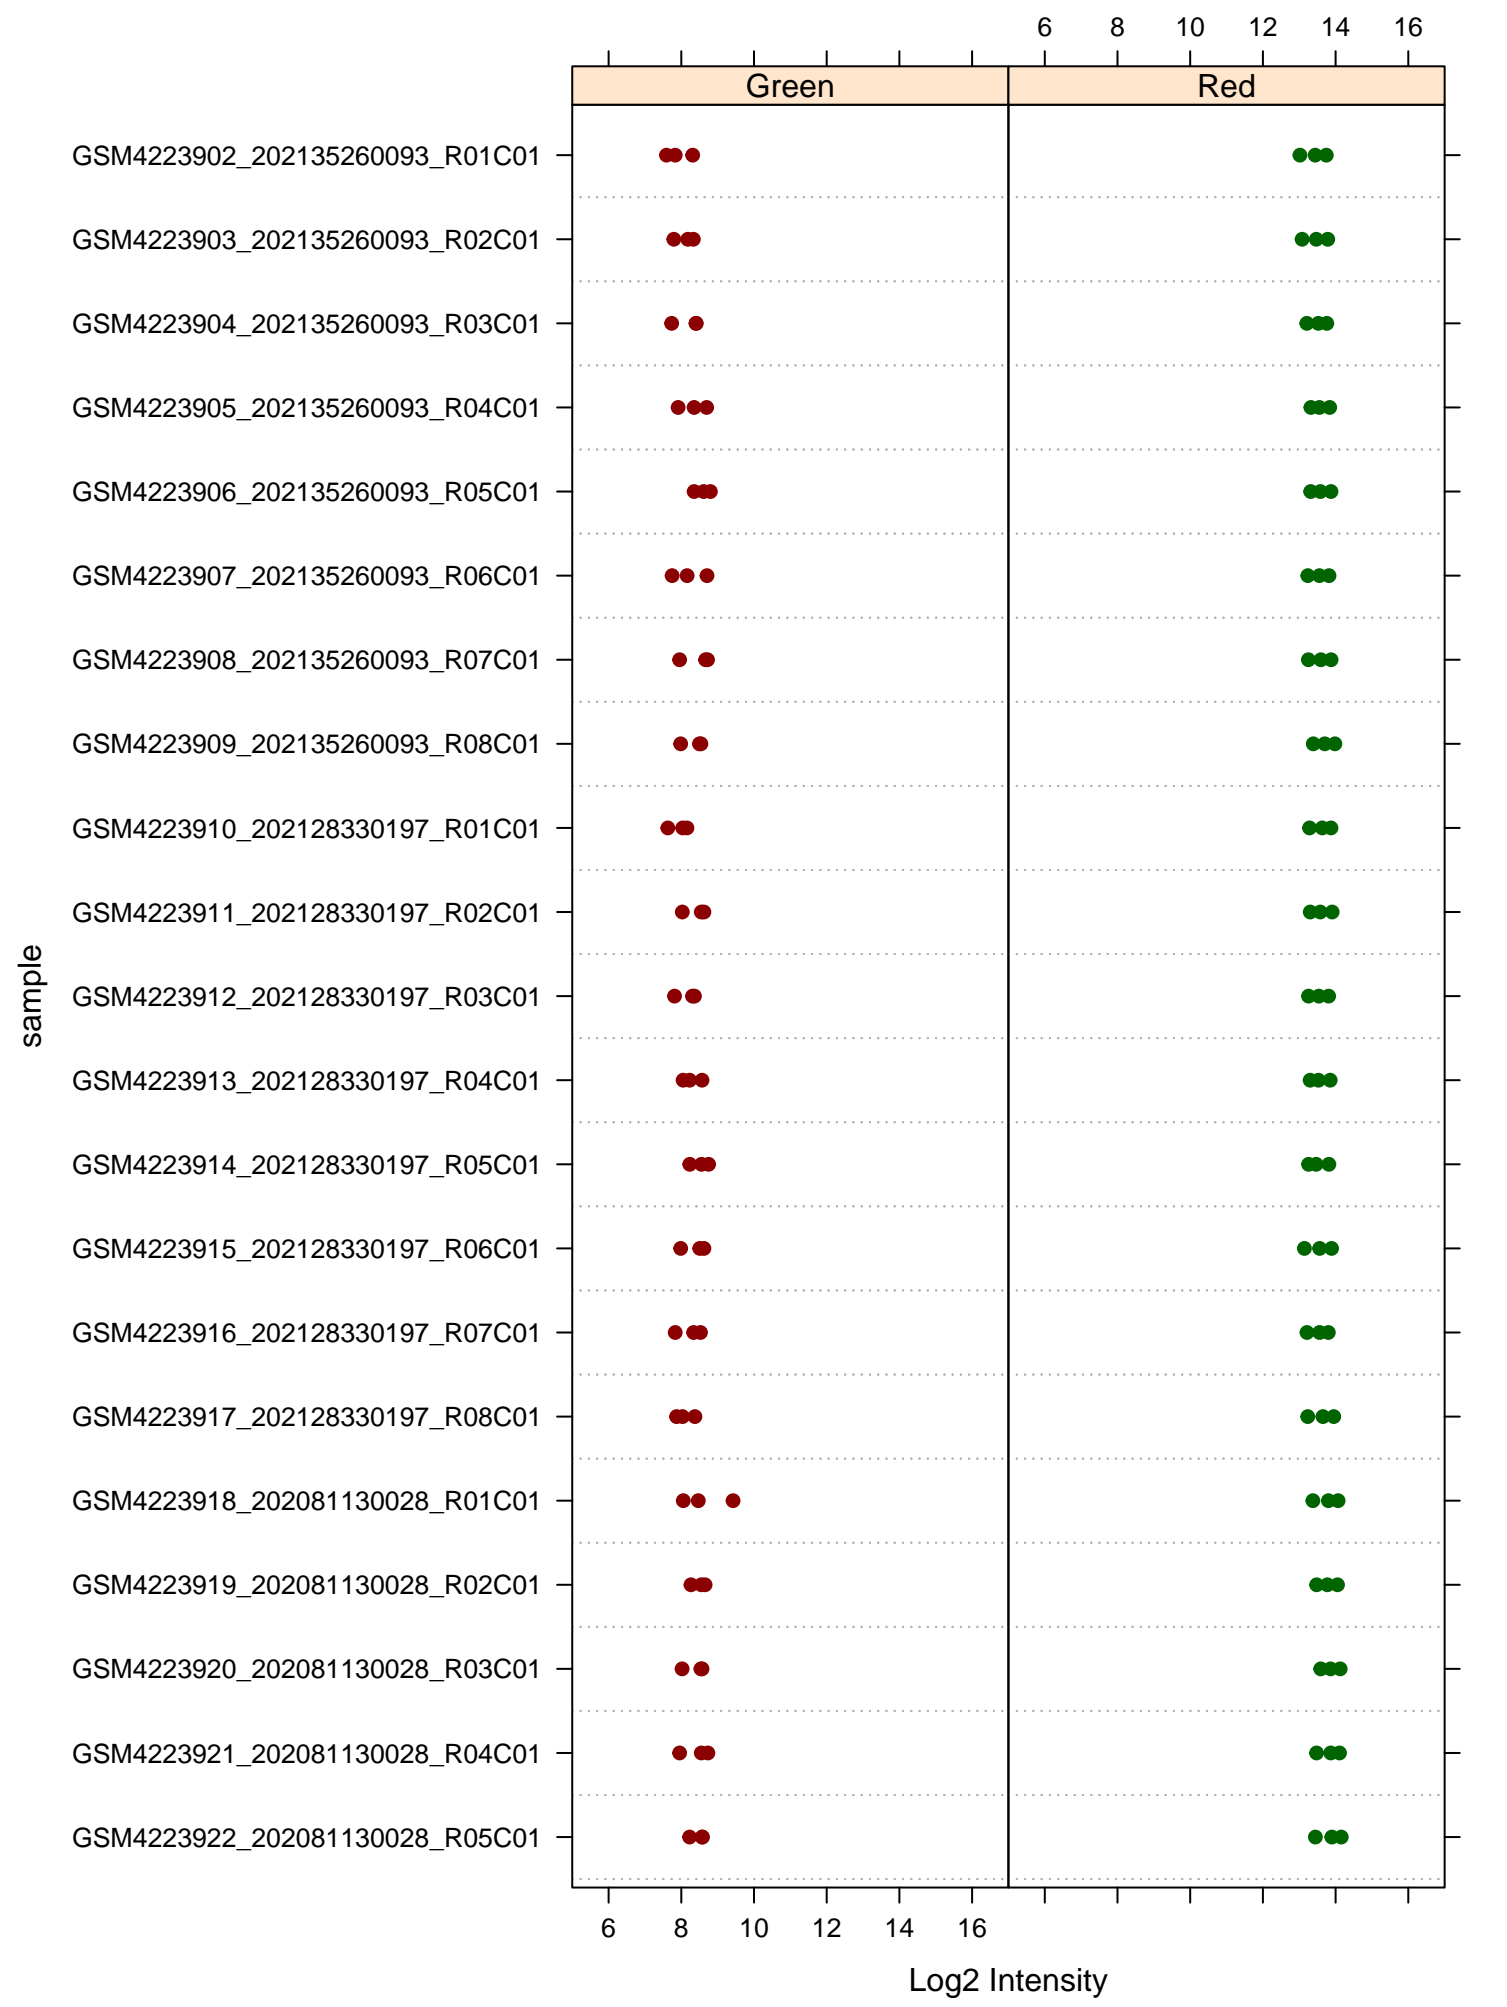 6 8 10 12 14 16
Green Red
GSM4223902_202135260093_R01C01
GSM4223903_202135260093_R02C01
GSM4223904_202135260093_R03C01
GSM4223905_202135260093_R04C01
GSM4223906_202135260093_R05C01
GSM4223907_202135260093_R06C01
GSM4223908_202135260093_R07C01
GSM4223909_202135260093_R08C01
GSM4223910_202128330197_R01C01
GSM4223911_202128330197_R02C01
GSM4223912_202128330197_R03C01
GSM4223913_202128330197_R04C01
GSM4223914_202128330197_R05C01
GSM4223915_202128330197_R06C01
GSM4223916_202128330197_R07C01
GSM4223917_202128330197_R08C01
GSM4223918_202081130028_R01C01
GSM4223919_202081130028_R02C01
GSM4223920_202081130028_R03C01
GSM4223921_202081130028_R04C01
GSM4223922_202081130028_R05C01
sample
6 8 10 12 14 16
Log2 Intensity